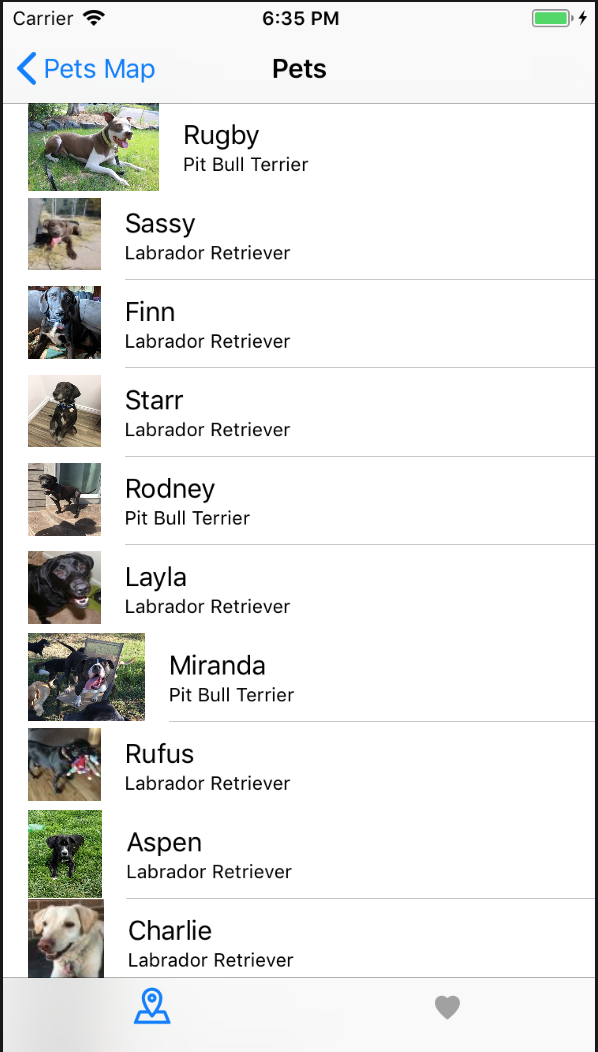 Carrier 6:35 PM
Pets Map Pets
Rugby
Pit Bull Terrier
Sassy
Labrador Retriever
Finn
Labrador Retriever
Starr
Labrador Retriever
Rodney
Pit Bull Terrier
Layla
Labrador Retriever
Miranda
Pit Bull Terrier
Rufus
Labrador Retriever
Aspen
Labrador Retriever
Charlie
Labrador Retriever